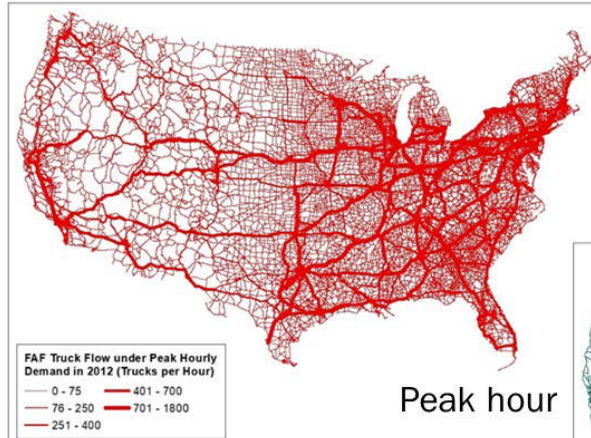 FAF Truck Flow under Peak Hourly
Demand in 2012 (Trucks per Hour)
0 - 75
401 - 700
76 - 250
701 - 1800
251 - 400
Peak hour